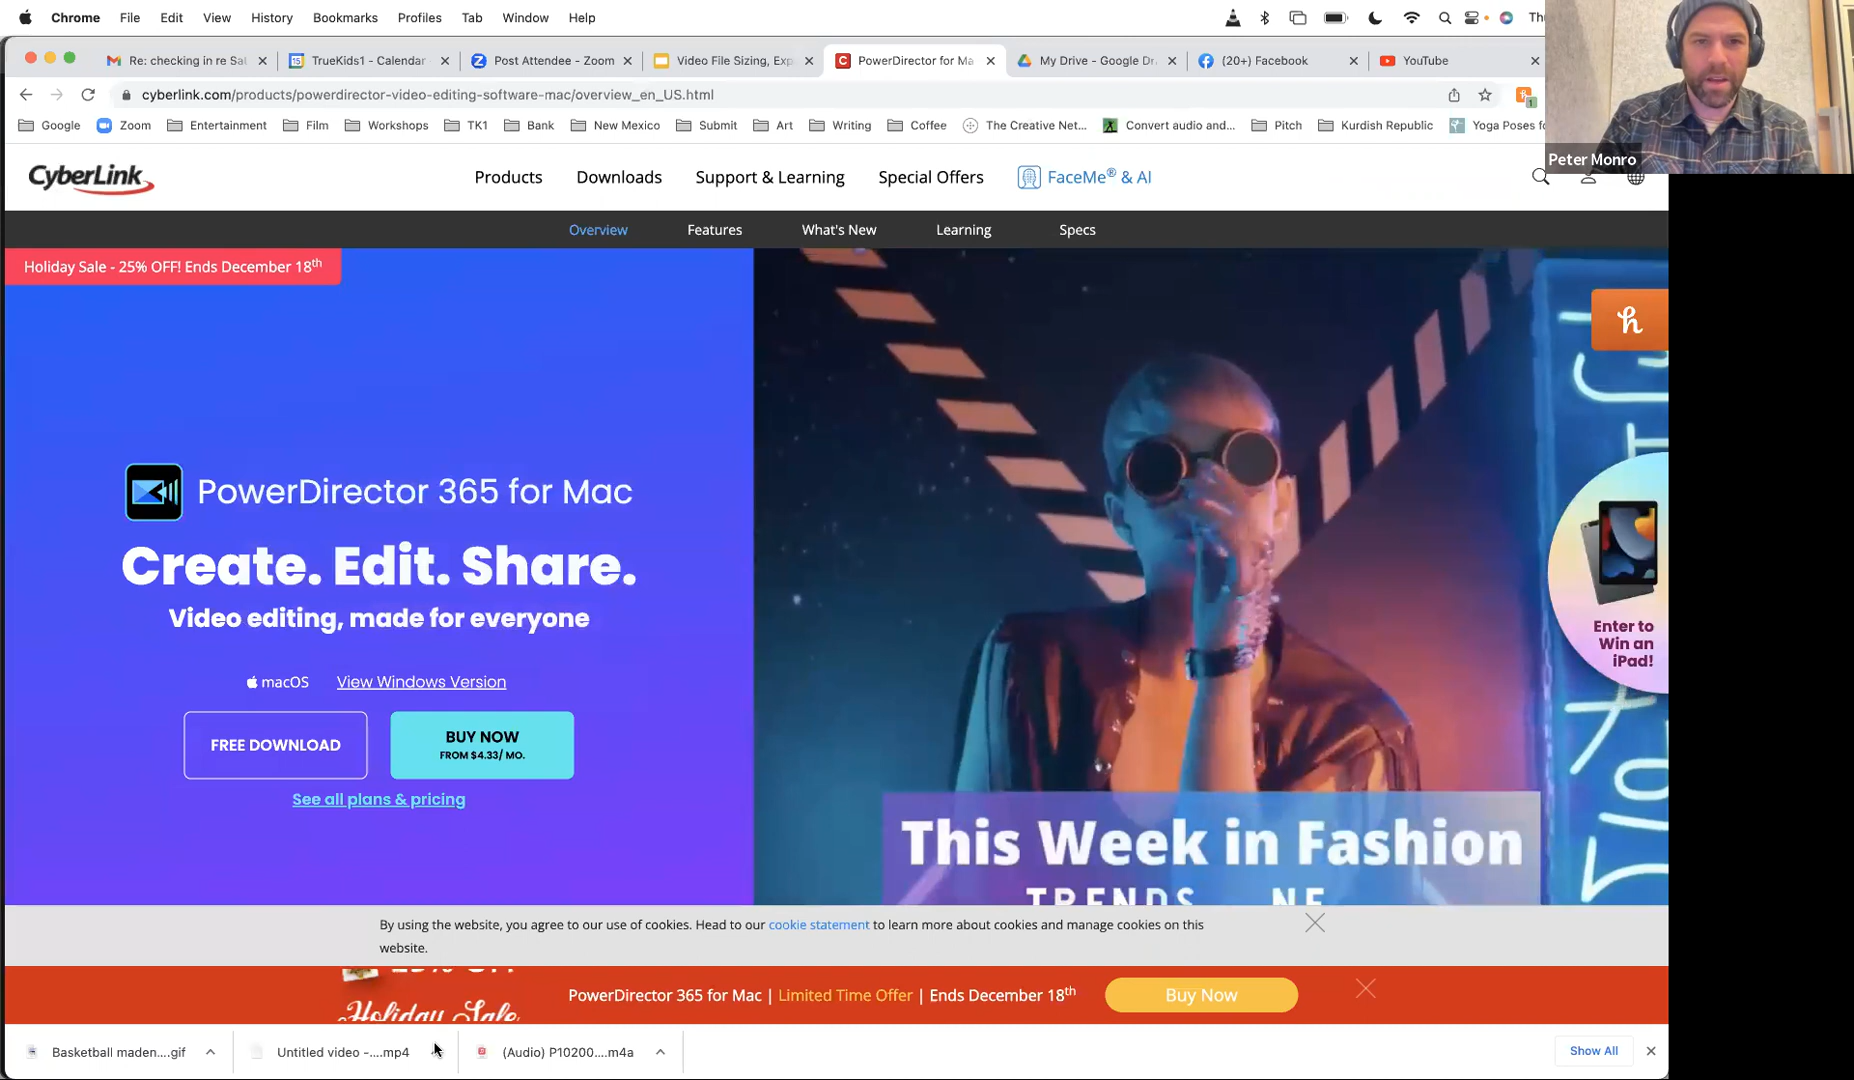 Chrome File Edit View History Bookmarks Profiles Tab Window Help
Re: checking in re Sal
TrueKids1 - Calendar
Post Attendee - Zoom
Video File Sizing, Exp
PowerDirector for Ma
My Drive - Google Dr
(20+) Facebook
YouTube
cyberlink.com/products/powerdirector-video-editing-software-mac/overview_en_US.html
Google Zoom Entertainment Film Workshops TK1 Bank New Mexico Submit Art Writing Coffee The Creative Net... Convert audio and... Pitch Kurdish Republic Yoga Poses
Peter Monro
CyberLink
Products Downloads Support & Learning Special Offers FaceMe® & AI
Overview Features What's New Learning Specs
Holiday Sale - 25% OFF! Ends December 18th
PowerDirector 365 for Mac
Create. Edit. Share.
Video editing, made for everyone
macOS View Windows Version
FREE DOWNLOAD
BUY NOW
FROM $4.33/ MO.
See all plans & pricing
Enter to
Win an
iPad!
This Week in Fashion
By using the website, you agree to our use of cookies. Head to our cookie statement to learn more about cookies and manage cookies on this
website.
Holiday Sale
PowerDirector 365 for Mac | Limited Time Offer | Ends December 18th
Buy Now
Basketball maden....gif
Untitled video -....mp4
(Audio) P10200....m4a
Show All